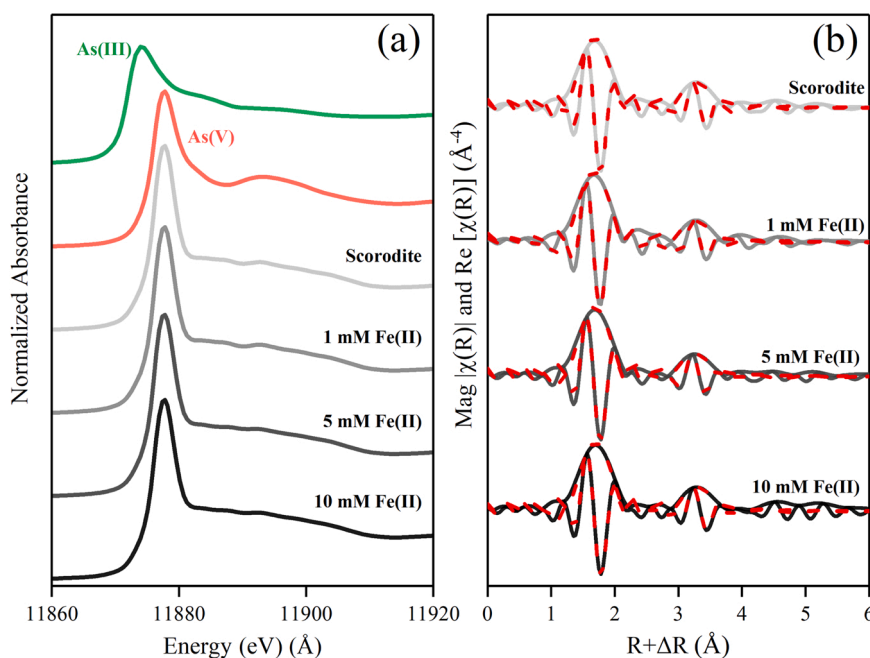 (a)
As(III)
As(V)
Scorodite
1 mM Fe(II)
5 mM Fe(II)
10 mM Fe(II)
Normalized Absorbance
11860
11880
11900
11920
Energy (eV) (Å)
(b)
Scorodite
1 mM Fe(II)
5 mM Fe(II)
10 mM Fe(II)
Mag |χ(R)| and Re [χ(R)] (Å-4)
0
1
2
3
4
5
6
R+ΔR (Å)